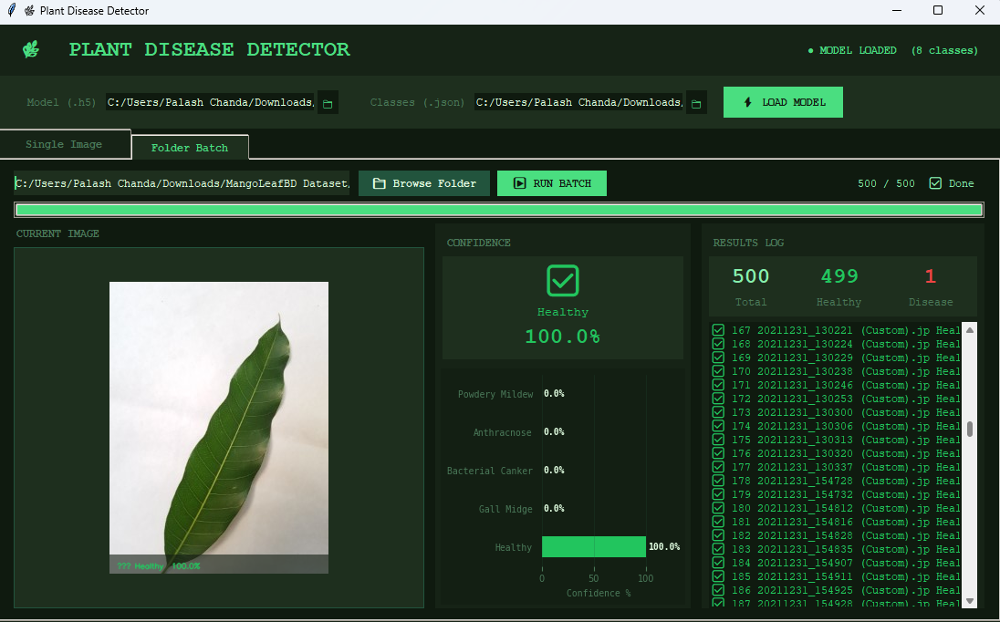 Plant Disease Detector
PLANT DISEASE DETECTOR
● MODEL LOADED (8 classes)
Model (.h5) C:/Users/Palash Chanda/Downloads/
Classes (.json) C:/Users/Palash Chanda/Downloads/
LOAD MODEL
Single Image
Folder Batch
C:/Users/Palash Chanda/Downloads/MangoLeafBD Dataset/
Browse Folder
RUN BATCH
500 / 500
Done
CURRENT IMAGE
??? Healthy 100.0%
CONFIDENCE
Healthy
100.0%
Powdery Mildew 0.0%
Anthracnose 0.0%
Bacterial Canker 0.0%
Gall Midge 0.0%
Healthy 100.0%
0 50 100
Confidence %
RESULTS LOG
500 499 1
Total Healthy Disease
167 20211231_130221 (Custom).jp Heal
168 20211231_130224 (Custom).jp Heal
169 20211231_130229 (Custom).jp Heal
170 20211231_130238 (Custom).jp Heal
171 20211231_130246 (Custom).jp Heal
172 20211231_130253 (Custom).jp Heal
173 20211231_130300 (Custom).jp Heal
174 20211231_130306 (Custom).jp Heal
175 20211231_130313 (Custom).jp Heal
176 20211231_130320 (Custom).jp Heal
177 20211231_130337 (Custom).jp Heal
178 20211231_154728 (Custom).jp Heal
179 20211231_154732 (Custom).jp Heal
180 20211231_154812 (Custom).jp Heal
181 20211231_154816 (Custom).jp Heal
182 20211231_154828 (Custom).jp Heal
183 20211231_154835 (Custom).jp Heal
184 20211231_154907 (Custom).jp Heal
185 20211231_154911 (Custom).jp Heal
186 20211231_154925 (Custom).jp Heal
187 20211231_154928 (Custom).jp Heal